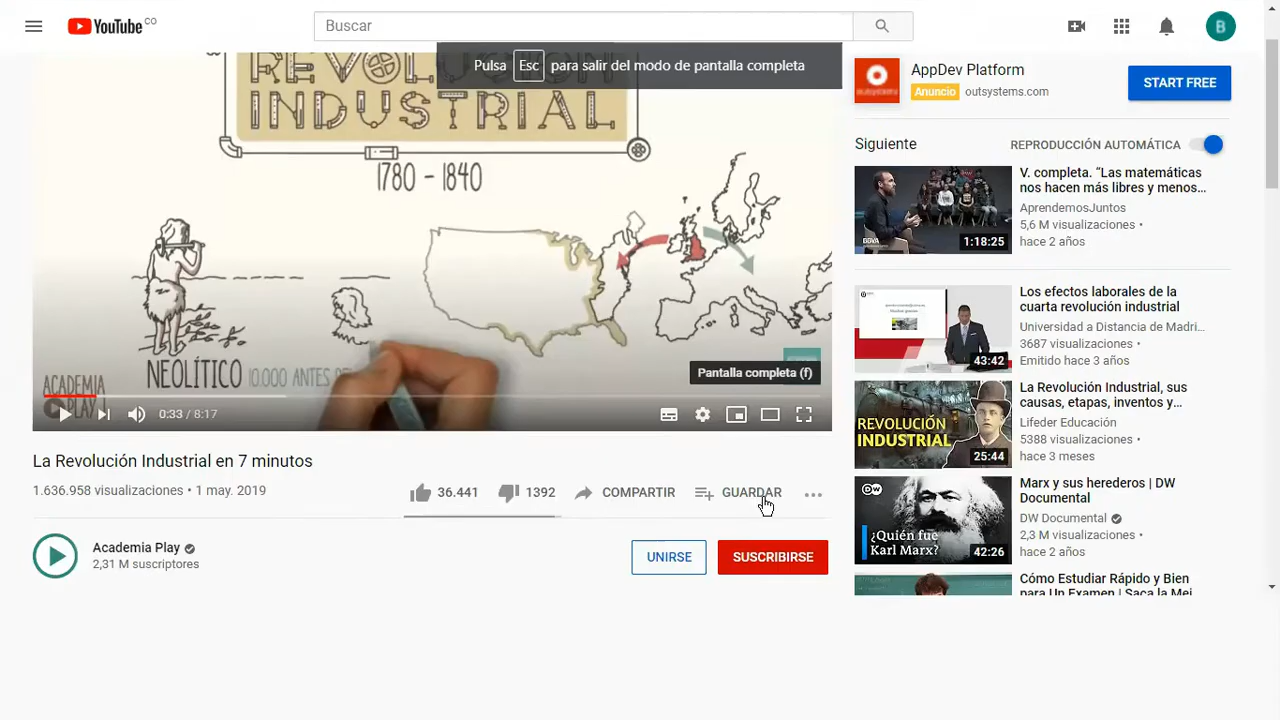 YouTube CO
Buscar
B
Pulsa Esc para salir del modo de pantalla completa
REVOLUCIÓN
INDUSTRIAL
1780 - 1840
NEOLÍTICO 10.000 ANTES DE
ACADEMIA
PLAY
Pantalla completa (f)
0:33 / 8:17
La Revolución Industrial en 7 minutos
1.636.958 visualizaciones • 1 may. 2019
36.441 1392 COMPARTIR GUARDAR
Academia Play
2,31 M suscriptores
UNIRSE SUSCRIBIRSE
outsystems
AppDev Platform
Anuncio outsystems.com
START FREE
Siguiente REPRODUCCIÓN AUTOMÁTICA
BBVA
1:18:25
V. completa. “Las matemáticas
nos hacen más libres y menos...
AprendemosJuntos
5,6 M visualizaciones •
hace 2 años
43:42
Los efectos laborales de la
cuarta revolución industrial
Universidad a Distancia de Madri...
3687 visualizaciones •
Emitido hace 3 años
REVOLUCIÓN
INDUSTRIAL
25:44
La Revolución Industrial, sus
causas, etapas, inventos y...
Lifeder Educación
5388 visualizaciones •
hace 3 meses
DW
¿Quién fue
Karl Marx?
42:26
Marx y sus herederos | DW
Documental
DW Documental
2,3 M visualizaciones •
hace 2 años
Cómo Estudiar Rápido y Bien
para Un Examen | Saca la Mej